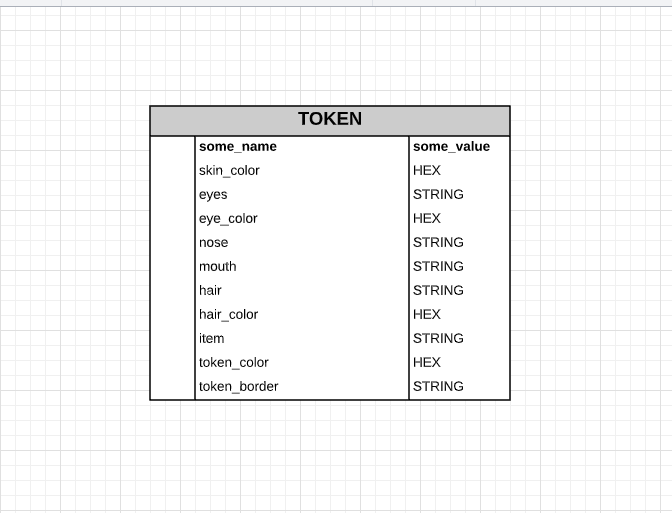 TOKEN
some_name some_value
skin_color HEX
eyes STRING
eye_color HEX
nose STRING
mouth STRING
hair STRING
hair_color HEX
item STRING
token_color HEX
token_border STRING